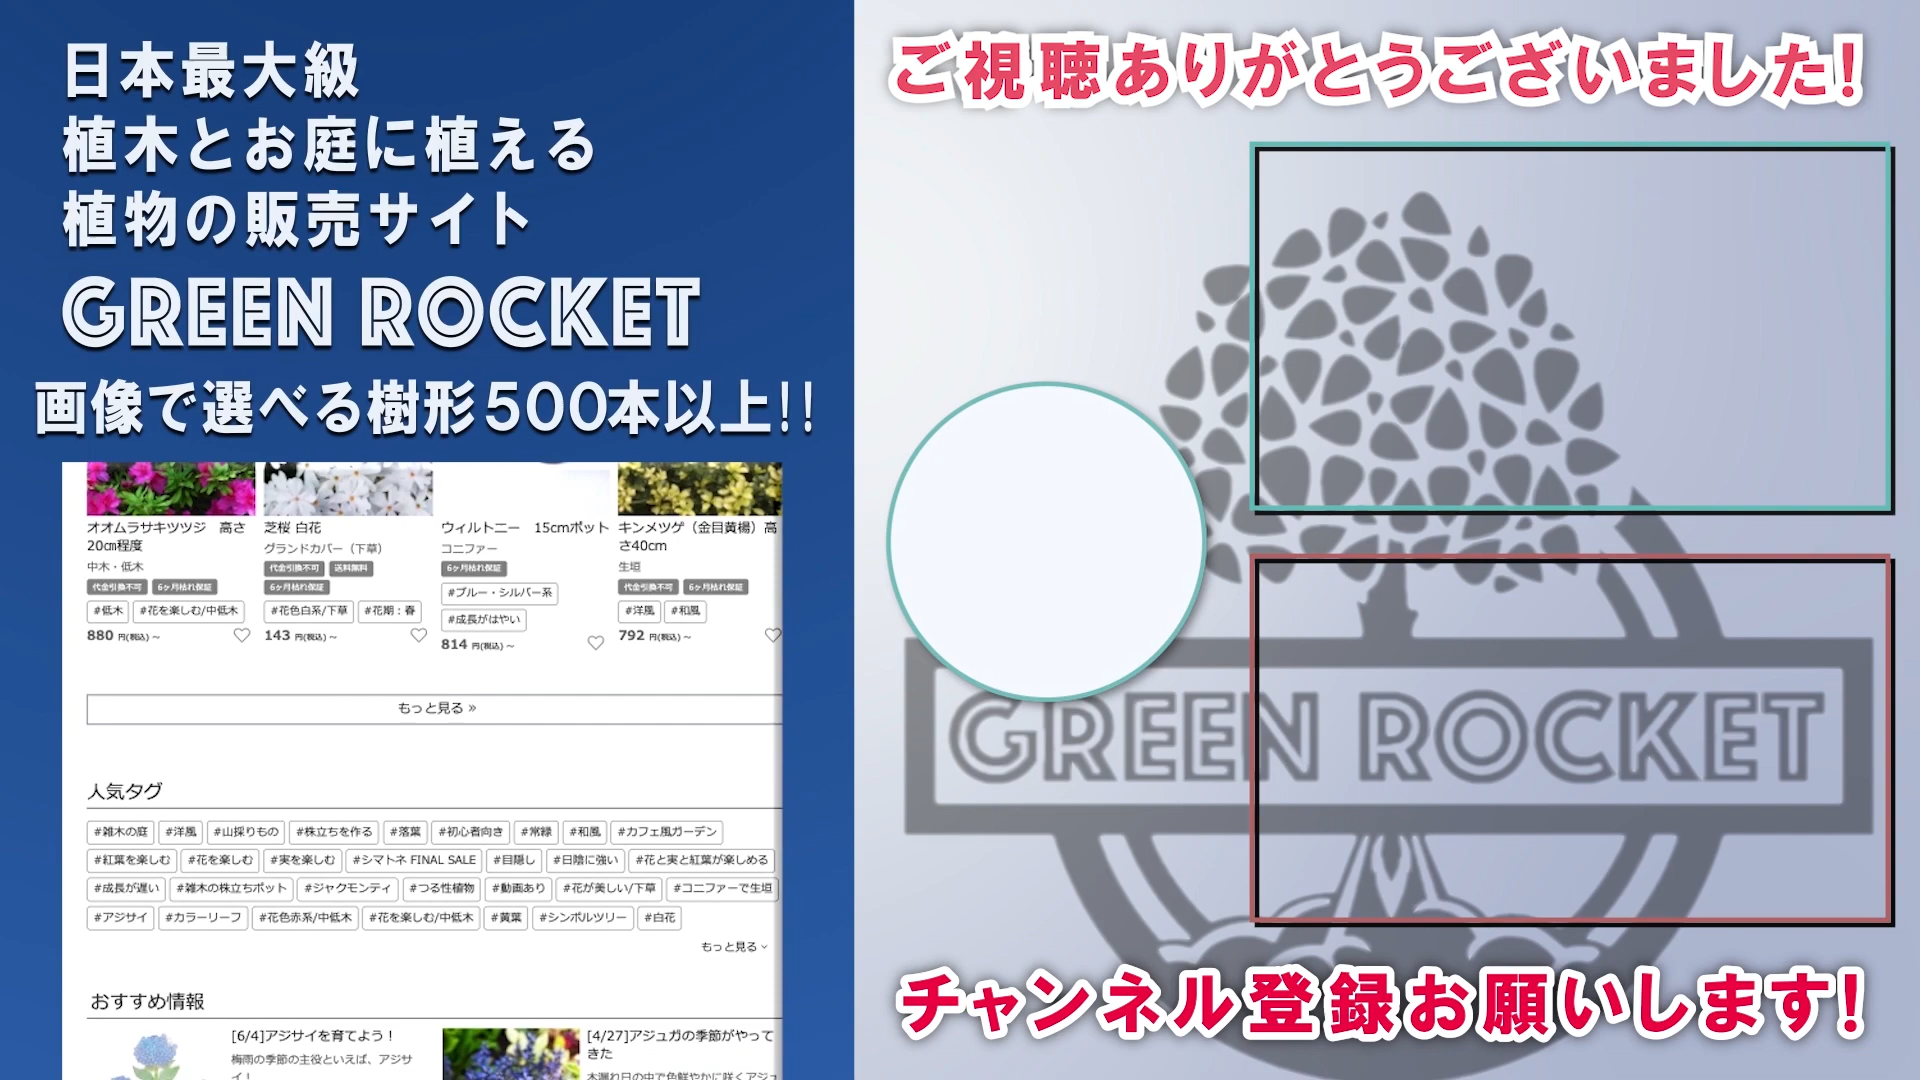 日本最大級
植木とお庭に植える
植物の販売サイト
GREEN ROCKET
画像で選べる樹形500本以上!!
オオムラサキツツジ 高さ20㎝程度
中木・低木
代金引換不可 6ヶ月枯れ保証
#低木 #花を楽しむ/中低木
880 円(税込)～
芝桜 白花
グランドカバー（下草）
代金引換不可 送料無料
6ヶ月枯れ保証
#花色白系/下草 #花期：春
143 円(税込)～
ウィルトニー 15cmポット
コニファー
6ヶ月枯れ保証
#ブルー・シルバー系
#成長がはやい
814 円(税込)～
キンメツゲ（金目黄楊）高さ40cm
生垣
代金引換不可 6ヶ月枯れ保証
#洋風 #和風
792 円(税込)～
もっと見る »
人気タグ
#雑木の庭 #洋風 #山採りもの #株立ちを作る #落葉 #初心者向き #常緑 #和風 #カフェ風ガーデン
#紅葉を楽しむ #花を楽しむ #実を楽しむ #シマトネ FINAL SALE #目隠し #日陰に強い #花と実と紅葉が楽しめる
#成長が遅い #雑木の株立ちポット #ジャクモンティ #つる性植物 #動画あり #花が美しい/下草 #コニファーで生垣
#アジサイ #カラーリーフ #花色赤系/中低木 #花を楽しむ/中低木 #黄葉 #シンボルツリー #白花
もっと見る
おすすめ情報
[6/4]アジサイを育てよう！
梅雨の季節の主役といえば、アジサイ！
[4/27]アジュガの季節がやってきた
木漏れ日の中で色鮮やかに咲くアジュ
ご視聴ありがとうございました!
GREEN ROCKET
チャンネル登録お願いします!